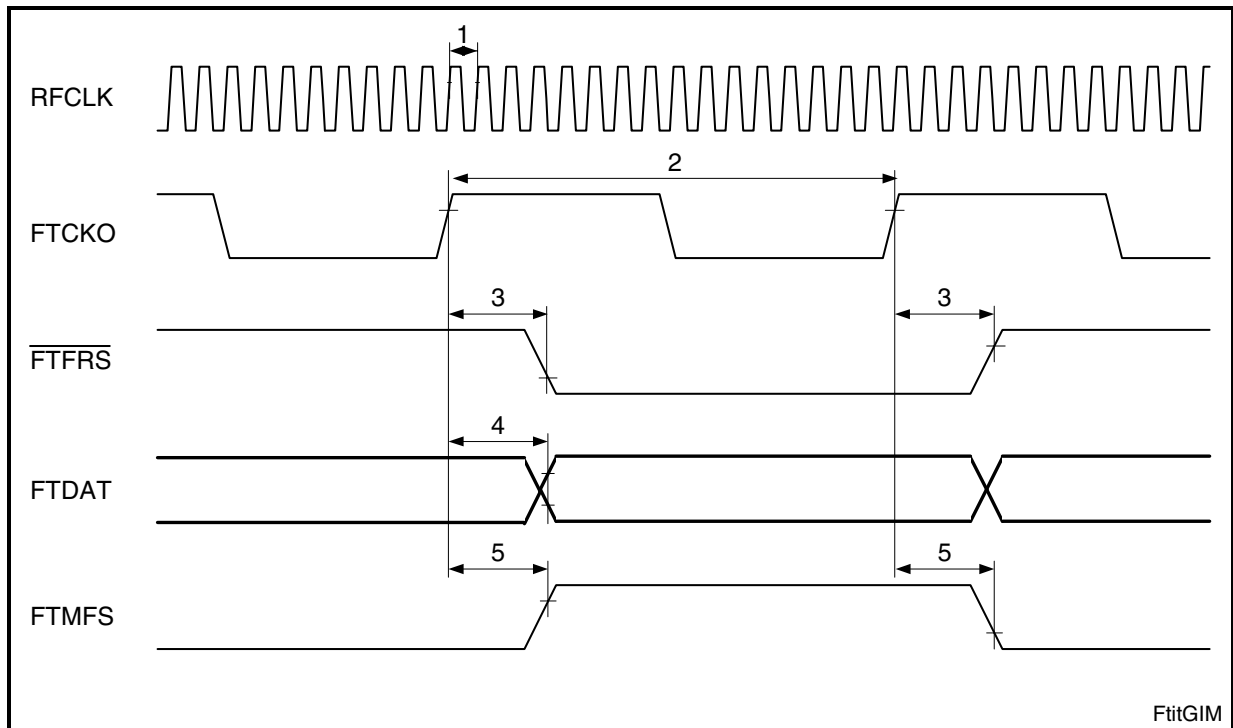 1
RFCLK
2
FTCKO
3 3
FTFRS
4
FTDAT
5 5
FTMFS
FtitGIM